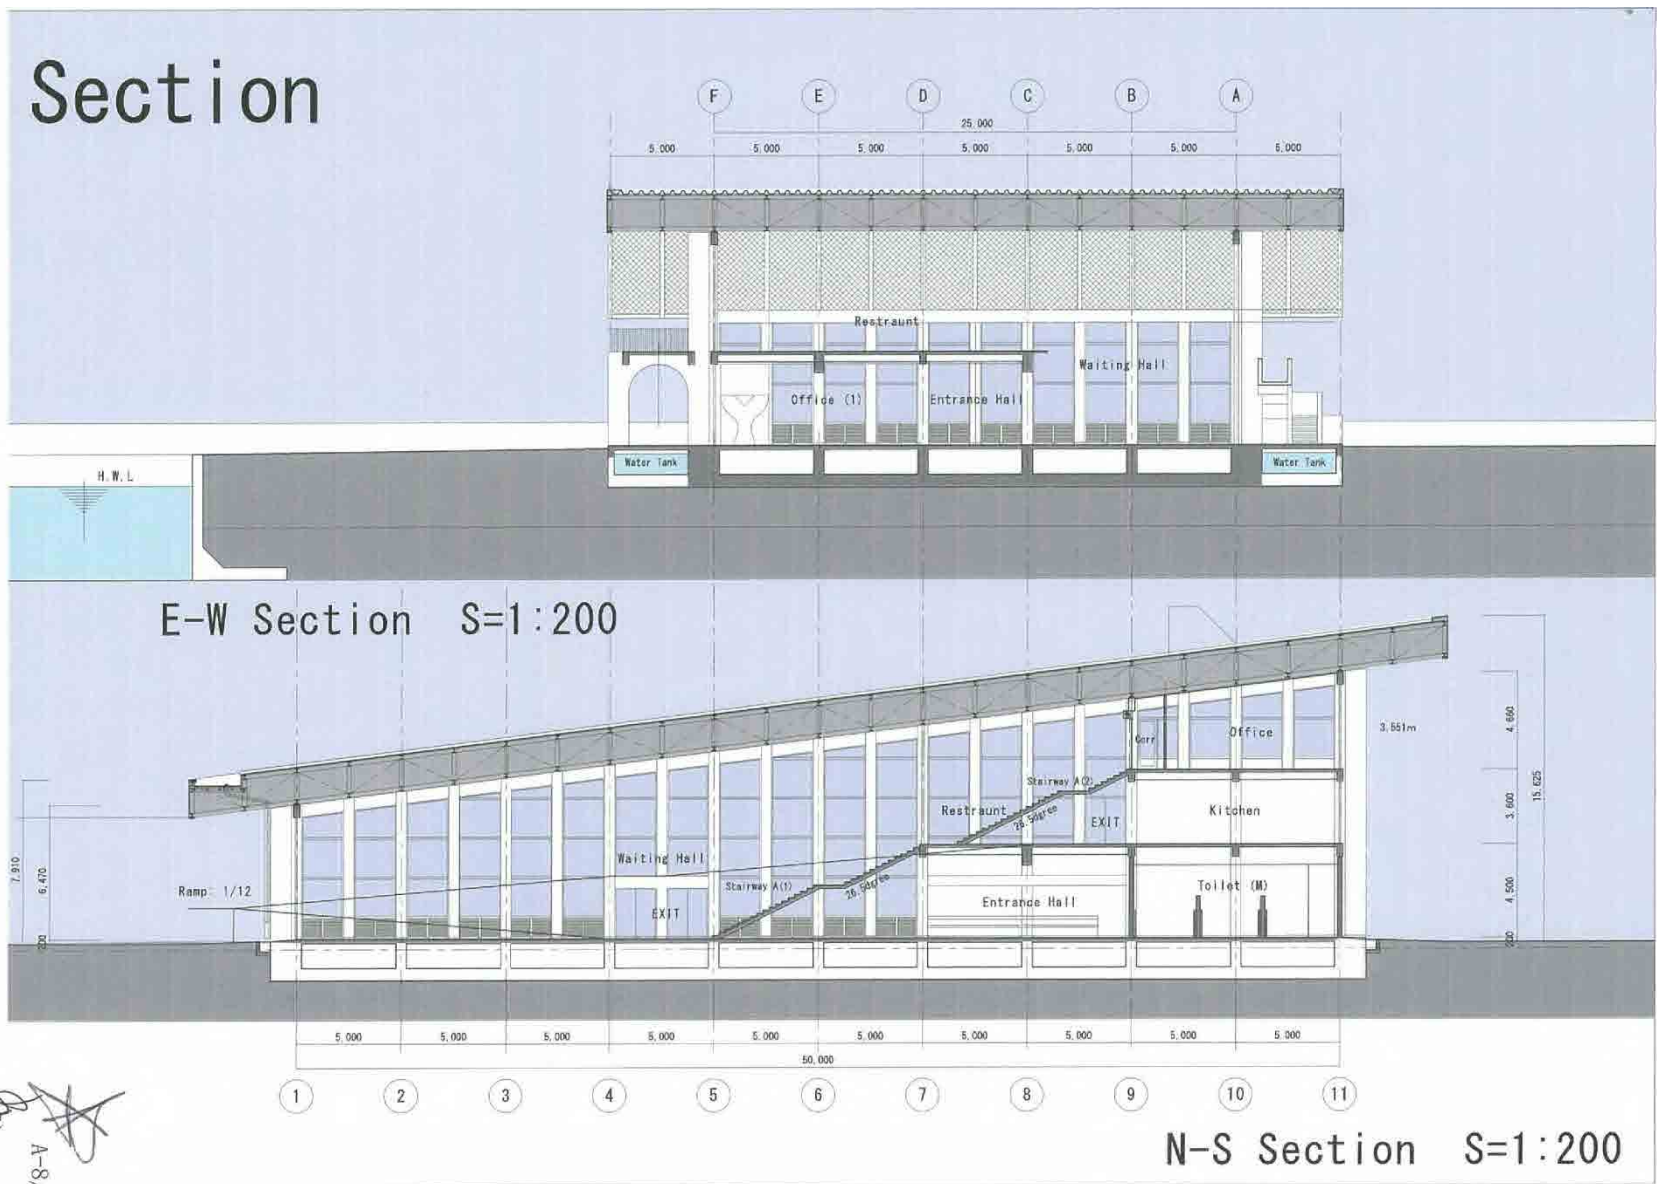 Section
F E D C B A
25,000
5,000 5,000 5,000 5,000 5,000 5,000 5,000
Restraunt
Waiting Hall
Office (1)
Entrance Hall
Water Tank
Water Tank
H.W.L
E-W Section S=1:200
Office
Corr
3.551m
4,660
15,625
Stairway A(2)
Restraunt
26.5dgree
EXIT
Kitchen
3,600
7,910
6,470
Waiting Hall
Ramp: 1/12
Stairway A(1)
26.5dgree
Toilet (M)
4,500
Entrance Hall
EXIT
200
5,000 5,000 5,000 5,000 5,000 5,000 5,000 5,000 5,000 5,000
50,000
1 2 3 4 5 6 7 8 9 10 11
N-S Section S=1:200